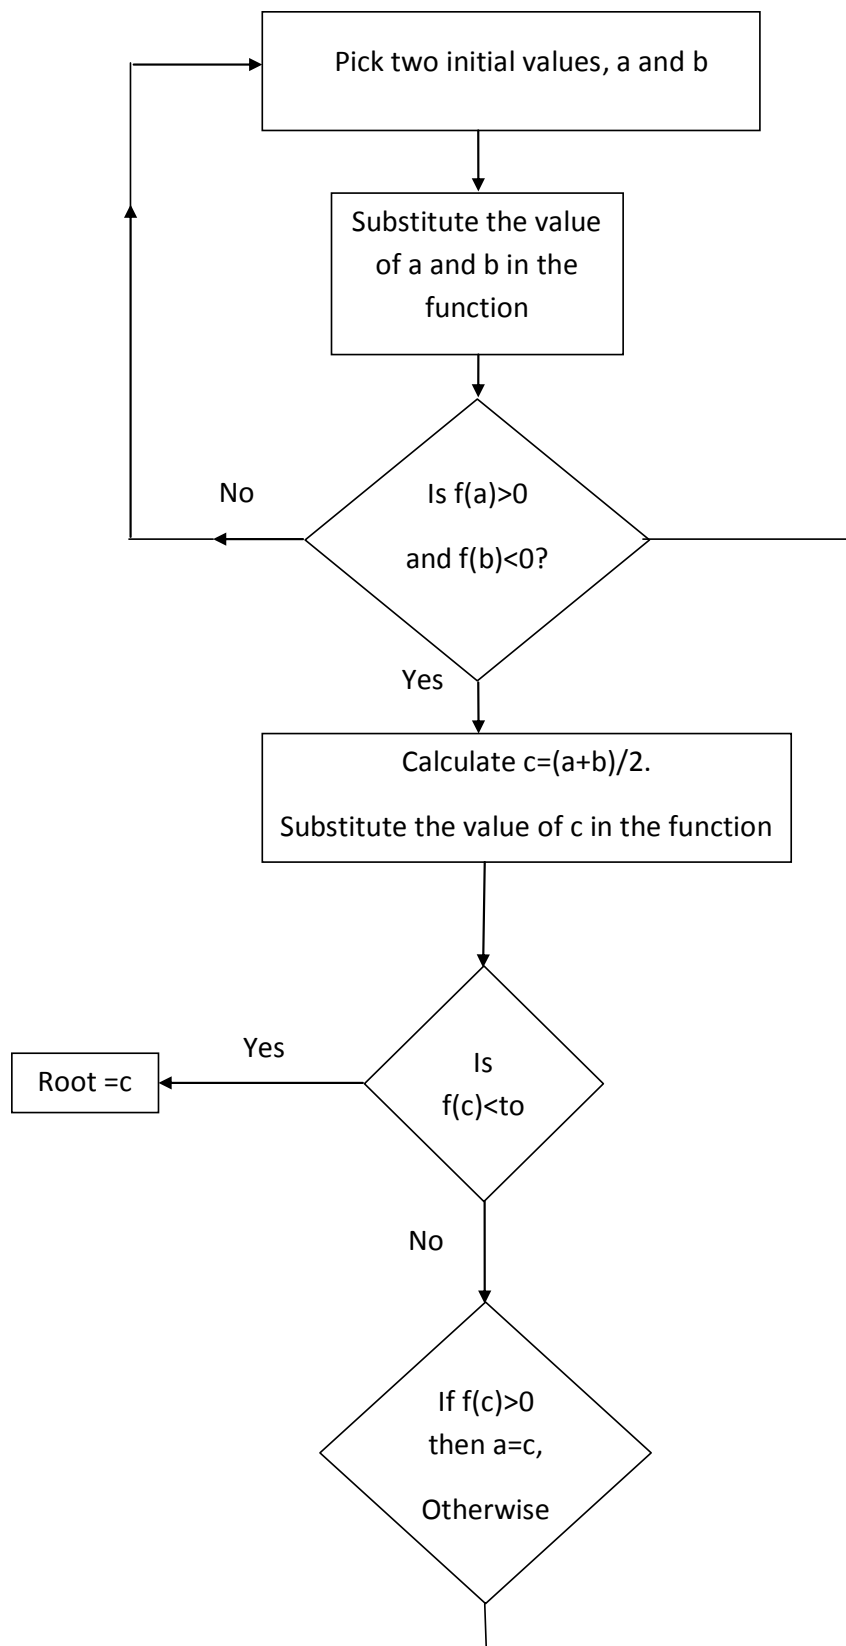 Pick two initial values, a and b
Substitute the value
of a and b in the
function
No
Is f(a)>0
and f(b)<0?
Yes
Calculate c=(a+b)/2.
Substitute the value of c in the function
Yes
Root =c
Is
f(c)<to
No
If f(c)>0
then a=c,
Otherwise